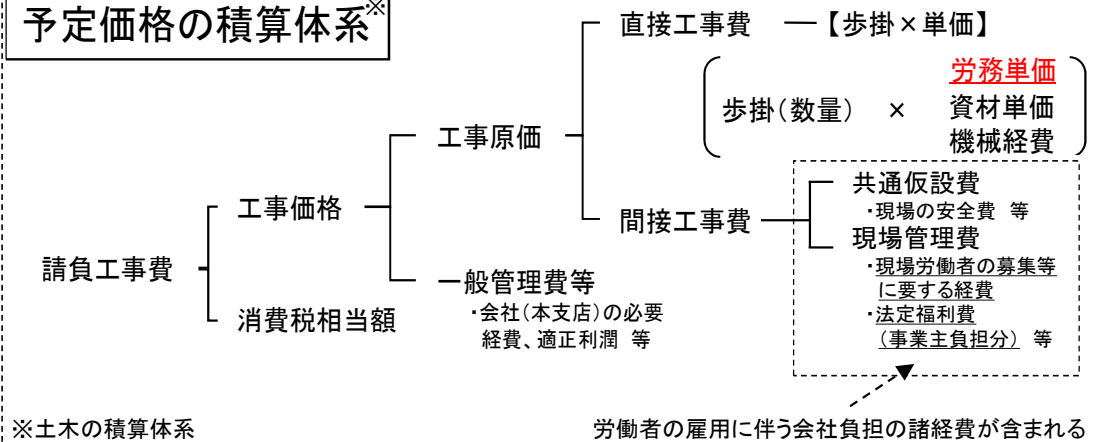 予定価格の積算体系※
直接工事費 【歩掛×単価】
労務単価
歩掛(数量) × 資材単価
機械経費
工事原価
共通仮設費
・現場の安全費 等
工事価格
間接工事費
現場管理費
・現場労働者の募集等
に要する経費
請負工事費
一般管理費等
・会社(本支店)の必要
経費、適正利潤 等
・法定福利費
(事業主負担分) 等
消費税相当額
※土木の積算体系
労働者の雇用に伴う会社負担の諸経費が含まれる